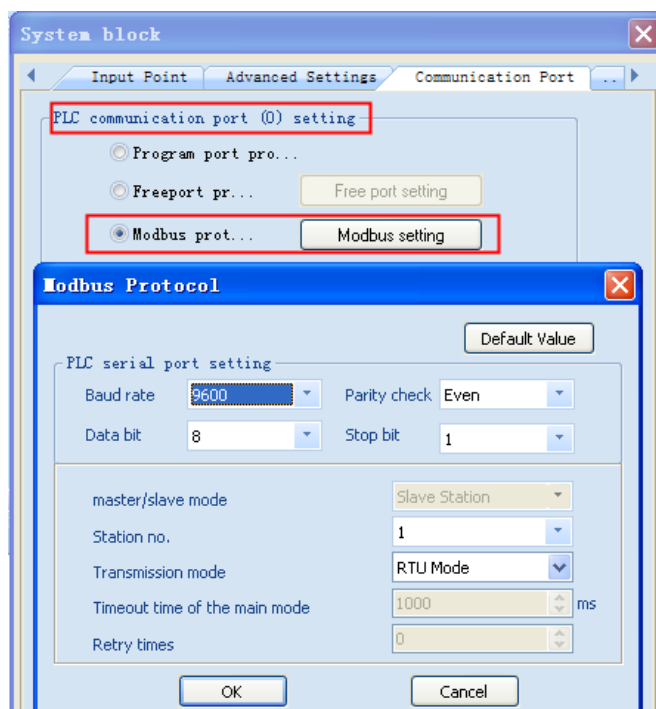 System block
Input Point Advanced Settings Communication Port ..
PLC communication port (0) setting
Program port pro...
Freeport pr... Free port setting
Modbus prot... Modbus setting
Modbus Protocol
Default Value
PLC serial port setting
Baud rate 9600 Parity check Even
Data bit 8 Stop bit 1
master/slave mode Slave Station
Station no. 1
Transmission mode RTU Mode
Timeout time of the main mode 1000 ms
Retry times 0
OK Cancel